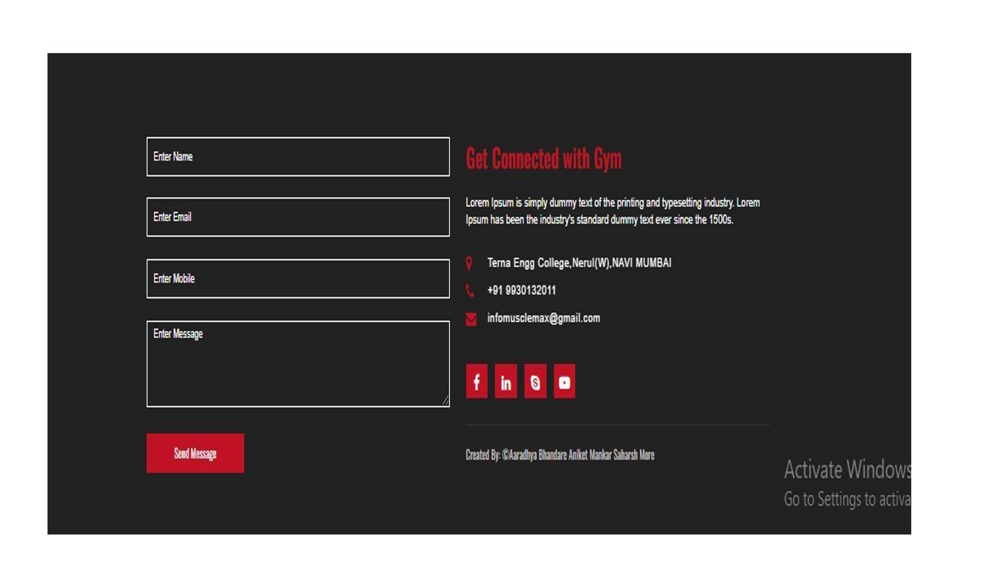 Enter Name
Enter Email
Enter Mobile
Enter Message
Send Message
Get Connected with Gym
Lorem Ipsum is simply dummy text of the printing and typesetting industry. Lorem
Ipsum has been the industry's standard dummy text ever since the 1500s.
Terna Engg College,Nerul(W),NAVI MUMBAI
+91 9930132011
infomusclemax@gmail.com
f
in
S
Created By: ©Aaradhya Bhandare Aniket Mankar Saharsh More
Activate Windows
Go to Settings to activa